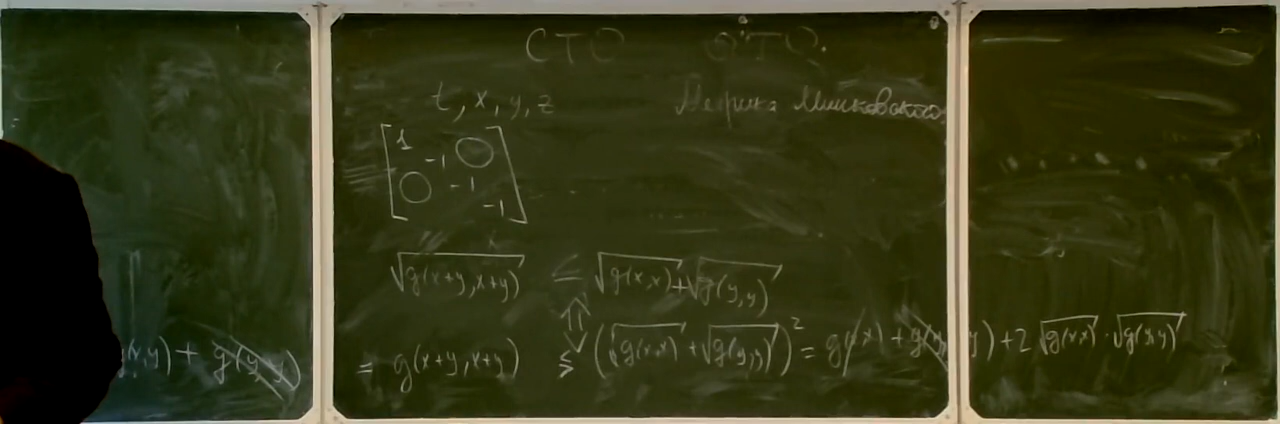 СТО ОТО.
t, x, y, z
Метрика Минковского
[1 -1 0
0 -1
-1]
√g(x+y, x+y) ≤ √g(x,x) + √g(y,y)
(x,y) + g(y,y) = g(x+y, x+y) ≤ (√g(x,x) + √g(y,y))² = g(x,x) + g(y,y) + 2 √g(x,x) · √g(y,y)